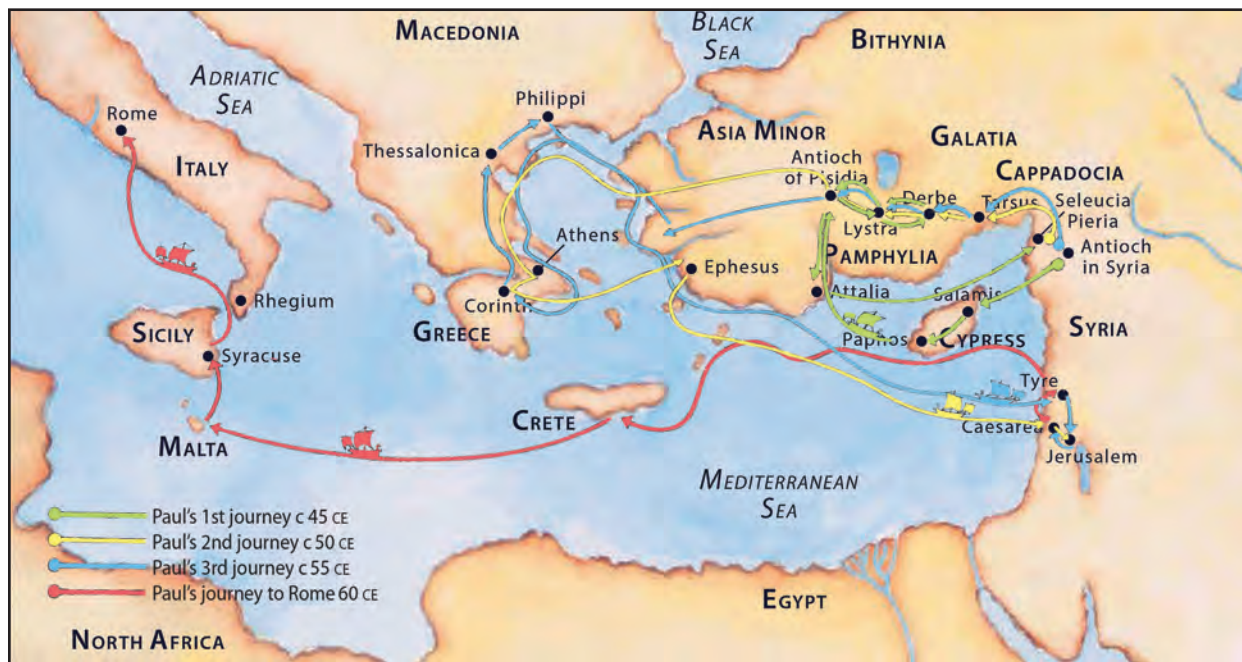 MACEDONIA
BLACK
SEA
BITHYNIA
ADRIATIC
SEA
Rome
Philippi
ITALY
Thessalonica
ASIA MINOR
GALATIA
Antioch
of Pisidia
CAPPADOCIA
Derbe
Tarsus
Seleucia
Pieria
Lystra
Athens
PAMPHYLIA
Antioch
in Syria
Ephesus
Rhegium
Corinth
Attalia
Salamis
SICILY
GREECE
SYRIA
Syracuse
Paphos
CYPRESS
Tyre
CRETE
Caesarea
MALTA
Jerusalem
MEDITERRANEAN
SEA
Paul's 1st journey c 45 CE
Paul's 2nd journey c 50 CE
Paul's 3rd journey c 55 CE
Paul's journey to Rome 60 CE
EGYPT
NORTH AFRICA